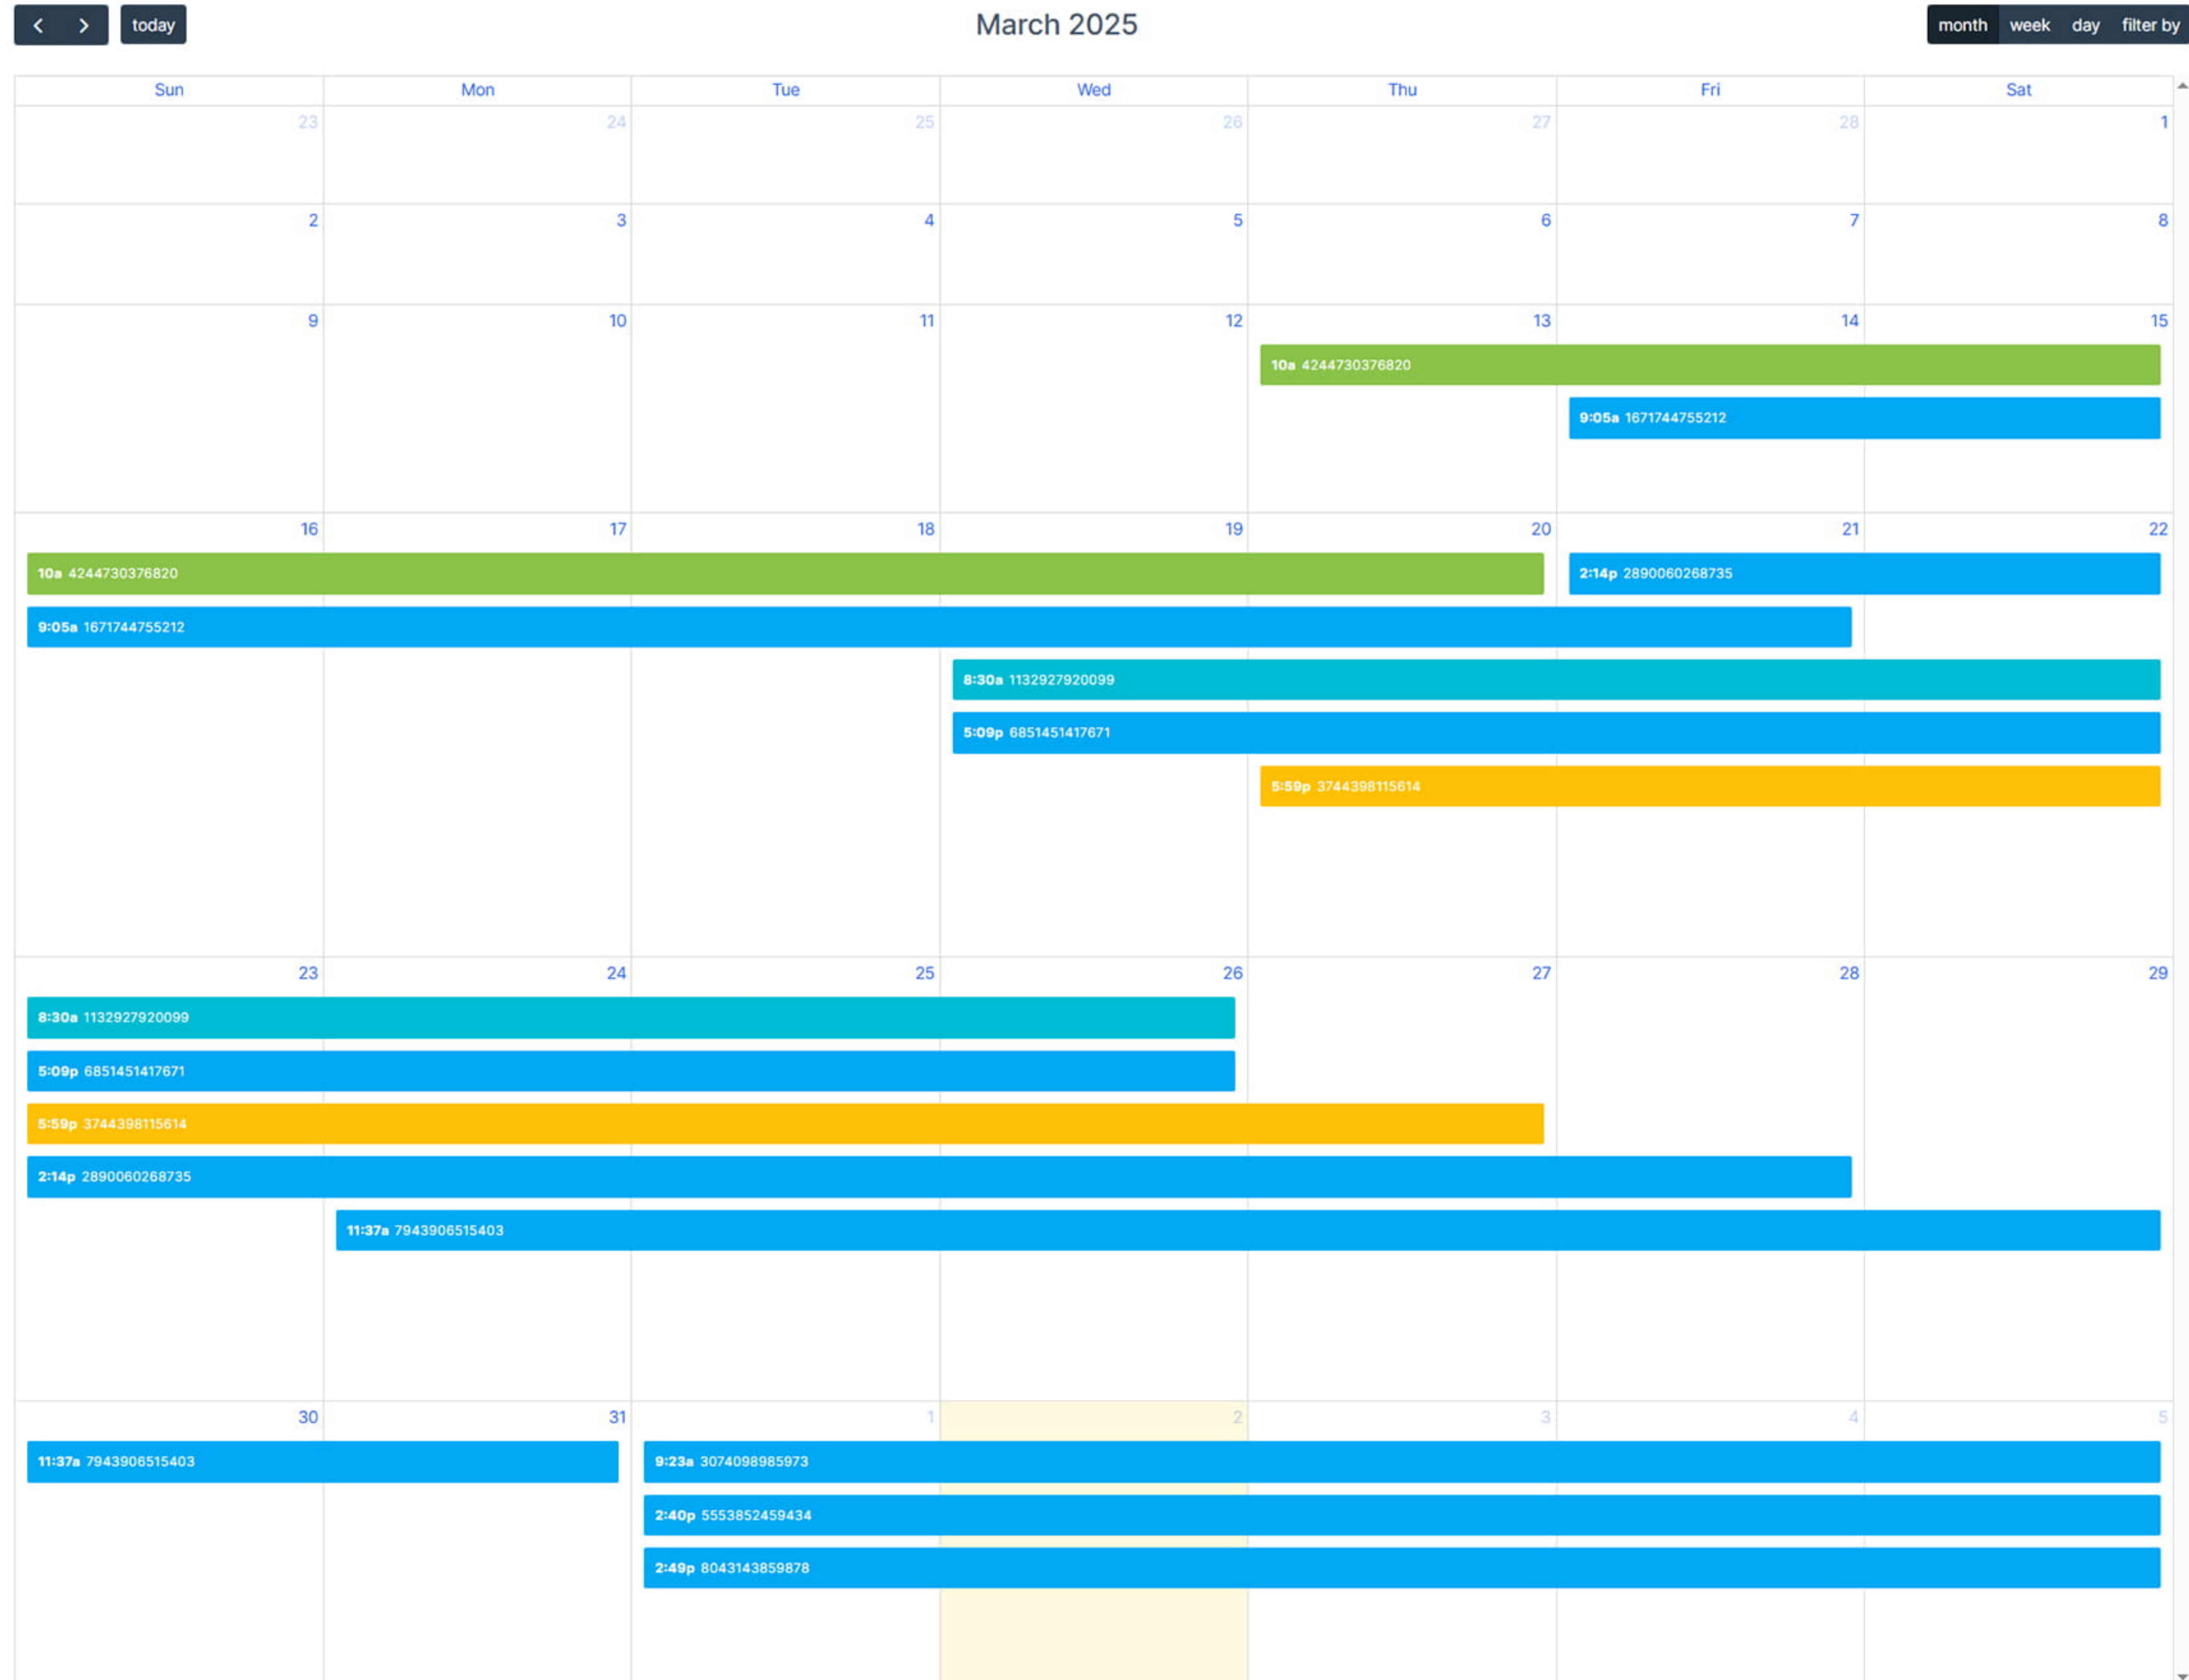 today March 2025 month week day filter by
Sun Mon Tue Wed Thu Fri Sat
23 24 25 26 27 28 1
2 3 4 5 6 7 8
9 10 11 12 13 14 15
10a 4244730376820
9:05a 1671744755212
16 17 18 19 20 21 22
10a 4244730376820 2:14p 2890060268735
9:05a 1671744755212
8:30a 1132927920099
5:09p 6851451417671
5:59p 3744398115614
23 24 25 26 27 28 29
8:30a 1132927920099
5:09p 6851451417671
5:59p 3744398115614
2:14p 2890060268735
11:37a 7943906515403
30 31 1 2 3 4 5
11:37a 7943906515403 9:23a 3074098985973
2:40p 5553852459434
2:49p 8043143859878